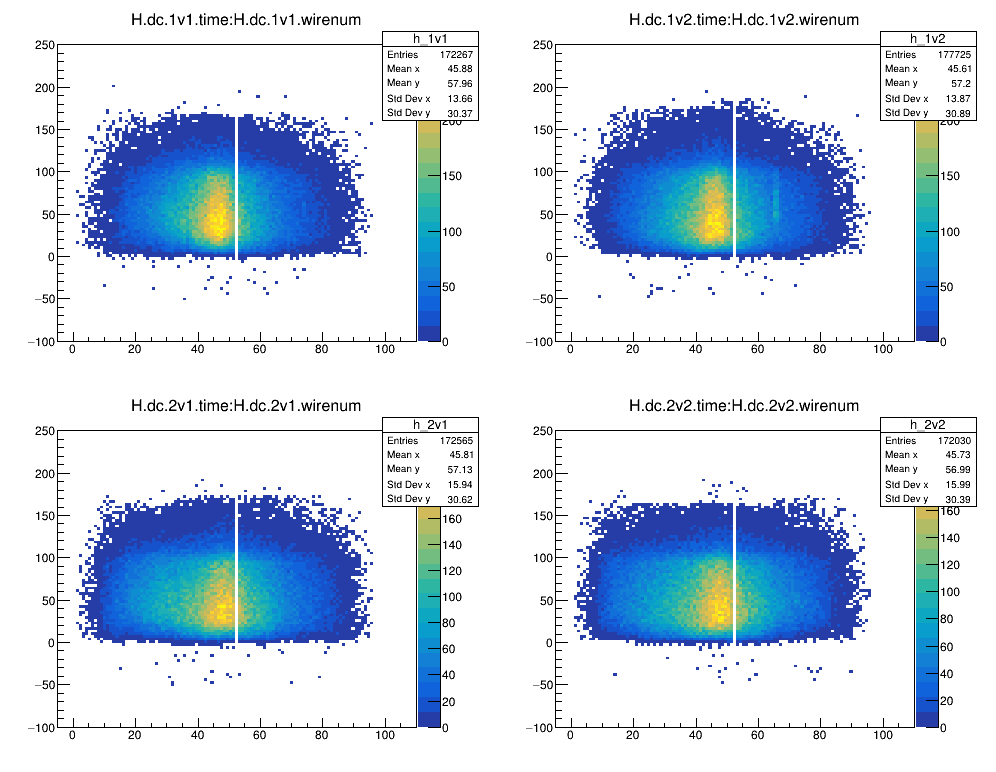 H.dc.1v1.time:H.dc.1v1.wirenum
h_1v1
Entries 172267
Mean x 45.88
Mean y 57.96
Std Dev x 13.66
Std Dev y 30.37
250
200
150
100
50
0
−50
−100
0 20 40 60 80 100
200
150
100
50
0
H.dc.1v2.time:H.dc.1v2.wirenum
h_1v2
Entries 177725
Mean x 45.61
Mean y 57.2
Std Dev x 13.87
Std Dev y 30.89
250
200
150
100
50
0
−50
−100
0 20 40 60 80 100
200
150
100
50
0
H.dc.2v1.time:H.dc.2v1.wirenum
h_2v1
Entries 172565
Mean x 45.81
Mean y 57.13
Std Dev x 15.94
Std Dev y 30.62
250
200
150
100
50
0
−50
−100
0 20 40 60 80 100
160
140
120
100
80
60
40
20
0
H.dc.2v2.time:H.dc.2v2.wirenum
h_2v2
Entries 172030
Mean x 45.73
Mean y 56.99
Std Dev x 15.99
Std Dev y 30.39
250
200
150
100
50
0
−50
−100
0 20 40 60 80 100
160
140
120
100
80
60
40
20
0